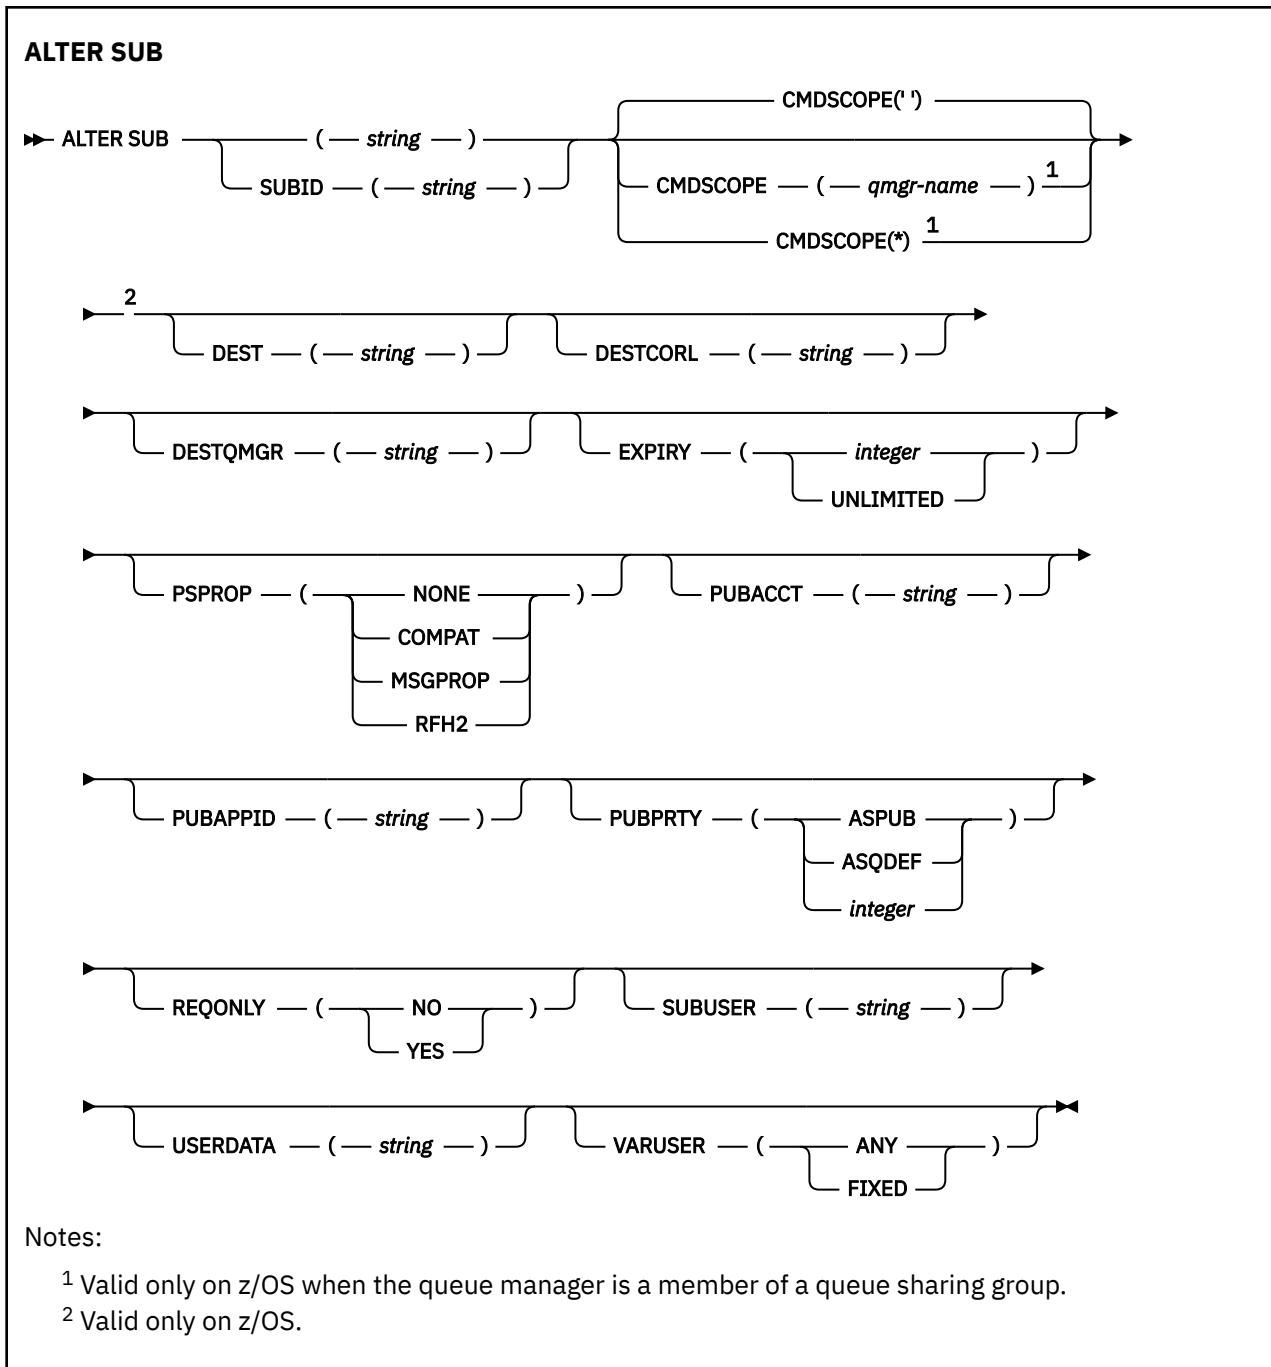 ALTER SUB
CMDSCOPE(' ')
ALTER SUB ( string )
SUBID ( string ) CMDSCOPE ( qmgr-name ) 1
CMDSCOPE(*) 1
2
DEST ( string ) DESTCORL ( string )
DESTQMGR ( string ) EXPIRY ( integer )
UNLIMITED
PSPROP ( NONE ) PUBACCT ( string )
COMPAT
MSGPROP
RFH2
PUBAPPID ( string ) PUBPRTY ( ASPUB )
ASQDEF
integer
REQONLY ( NO ) SUBUSER ( string )
YES
USERDATA ( string ) VARUSER ( ANY )
FIXED
Notes:
1 Valid only on z/OS when the queue manager is a member of a queue sharing group.
2 Valid only on z/OS.